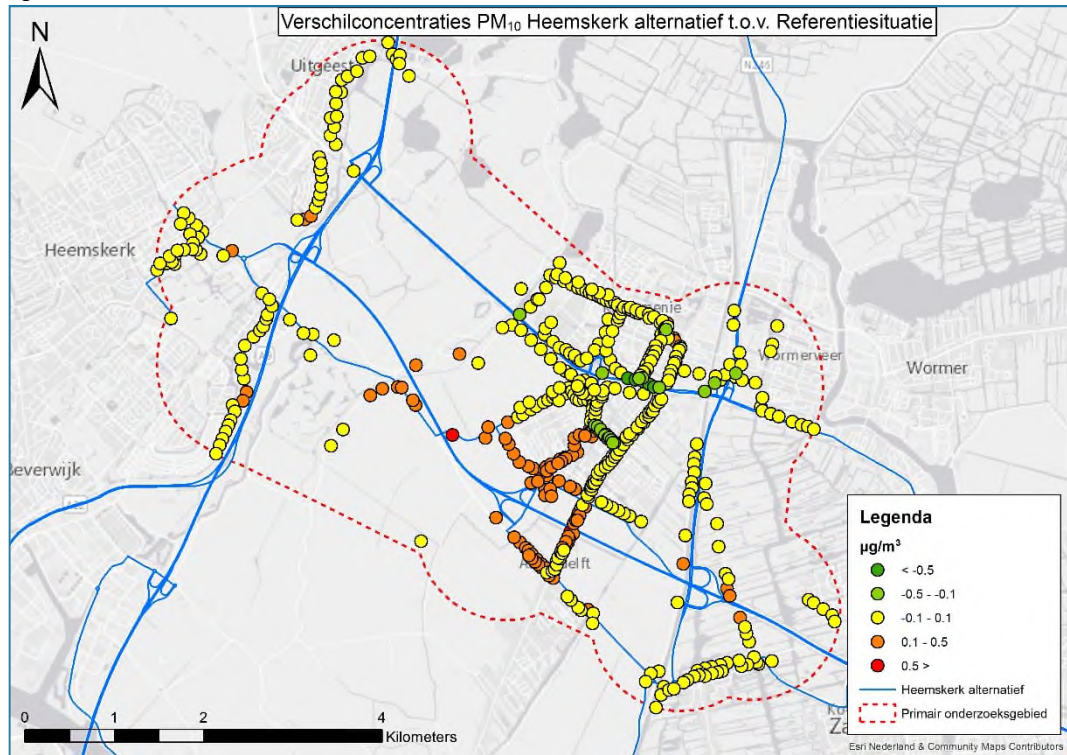 Verschilconcentraties PM₁₀ Heemskerk alternatief t.o.v. Referentiesituatie
N
Uitgeest
N246
Heemskerk
Wormerveer
Wormer
Beverwijk
Legenda
µg/m³
< -0.5
-0.5 - -0.1
-0.1 - 0.1
0.1 - 0.5
0.5 >
Heemskerk alternatief
Primair onderzoeksgebied
0 1 2 4
Kilometers
Esri Nederland & Community Maps Contributors